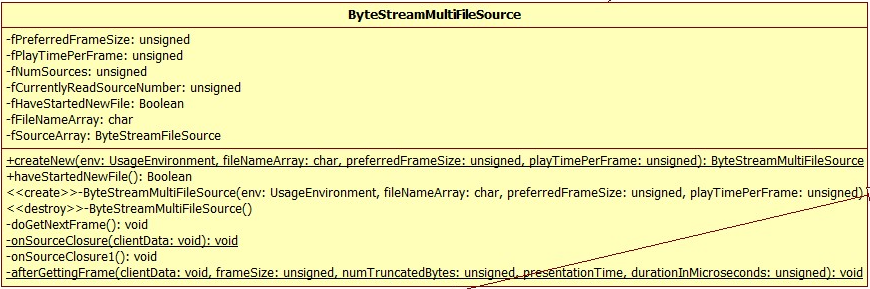 ByteStreamMultiFileSource
-fPreferredFrameSize: unsigned
-fPlayTimePerFrame: unsigned
-fNumSources: unsigned
-fCurrentlyReadSourceNumber: unsigned
-fHaveStartedNewFile: Boolean
-fFileNameArray: char
-fSourceArray: ByteStreamFileSource
+createNew(env: UsageEnvironment, fileNameArray: char, preferredFrameSize: unsigned, playTimePerFrame: unsigned): ByteStreamMultiFileSource
+haveStartedNewFile(): Boolean
<<create>>-ByteStreamMultiFileSource(env: UsageEnvironment, fileNameArray: char, preferredFrameSize: unsigned, playTimePerFrame: unsigned)
<<destroy>>-ByteStreamMultiFileSource()
-doGetNextFrame(): void
-onSourceClosure(clientData: void): void
-onSourceClosure1(): void
-afterGettingFrame(clientData: void, frameSize: unsigned, numTruncatedBytes: unsigned, presentationTime, durationInMicroseconds: unsigned): void